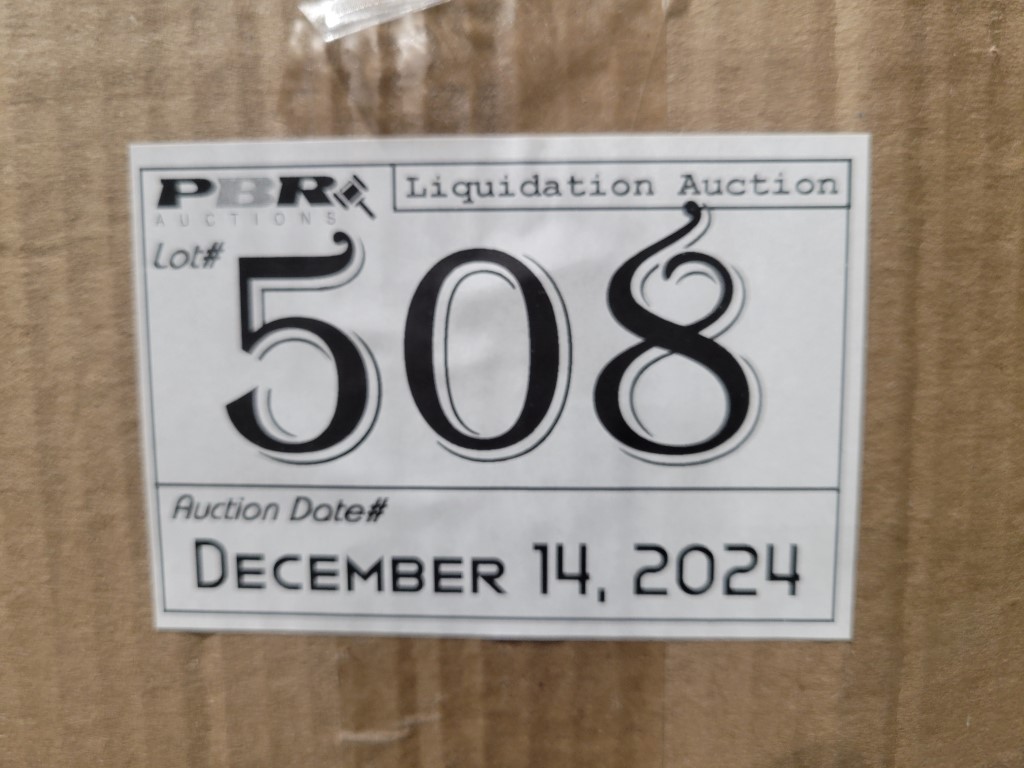 PBR
AUCTIONS
Liquidation Auction
Lot#
508
Auction Date#
DECEMBER 14, 2024